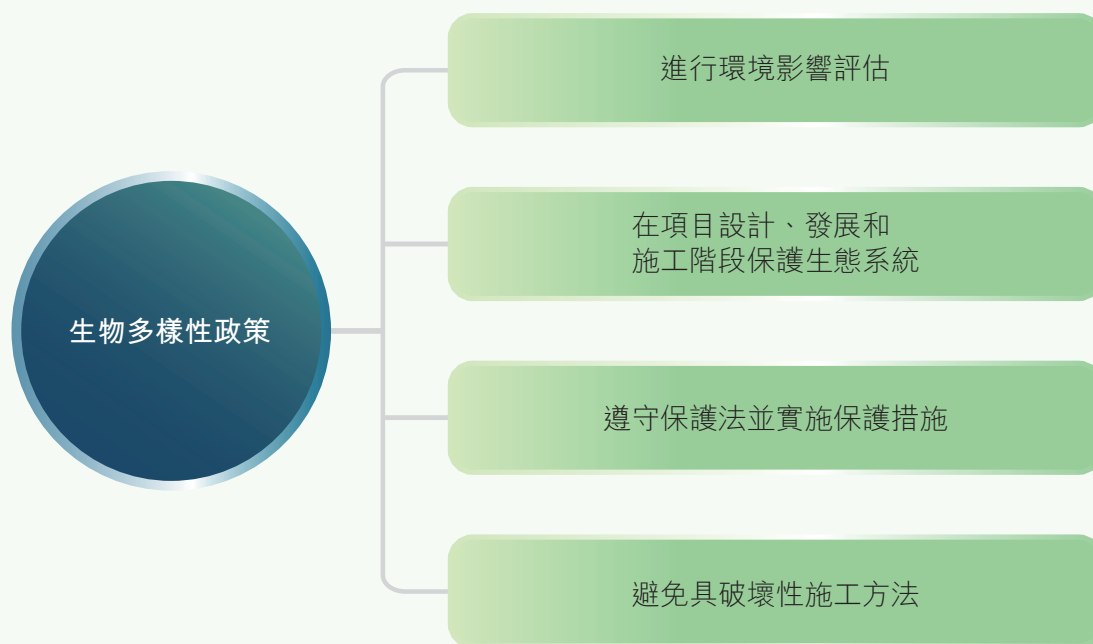 進行環境影響評估
在項目設計、發展和
施工階段保護生態系統
生物多樣性政策
遵守保護法並實施保護措施
避免具破壞性施工方法